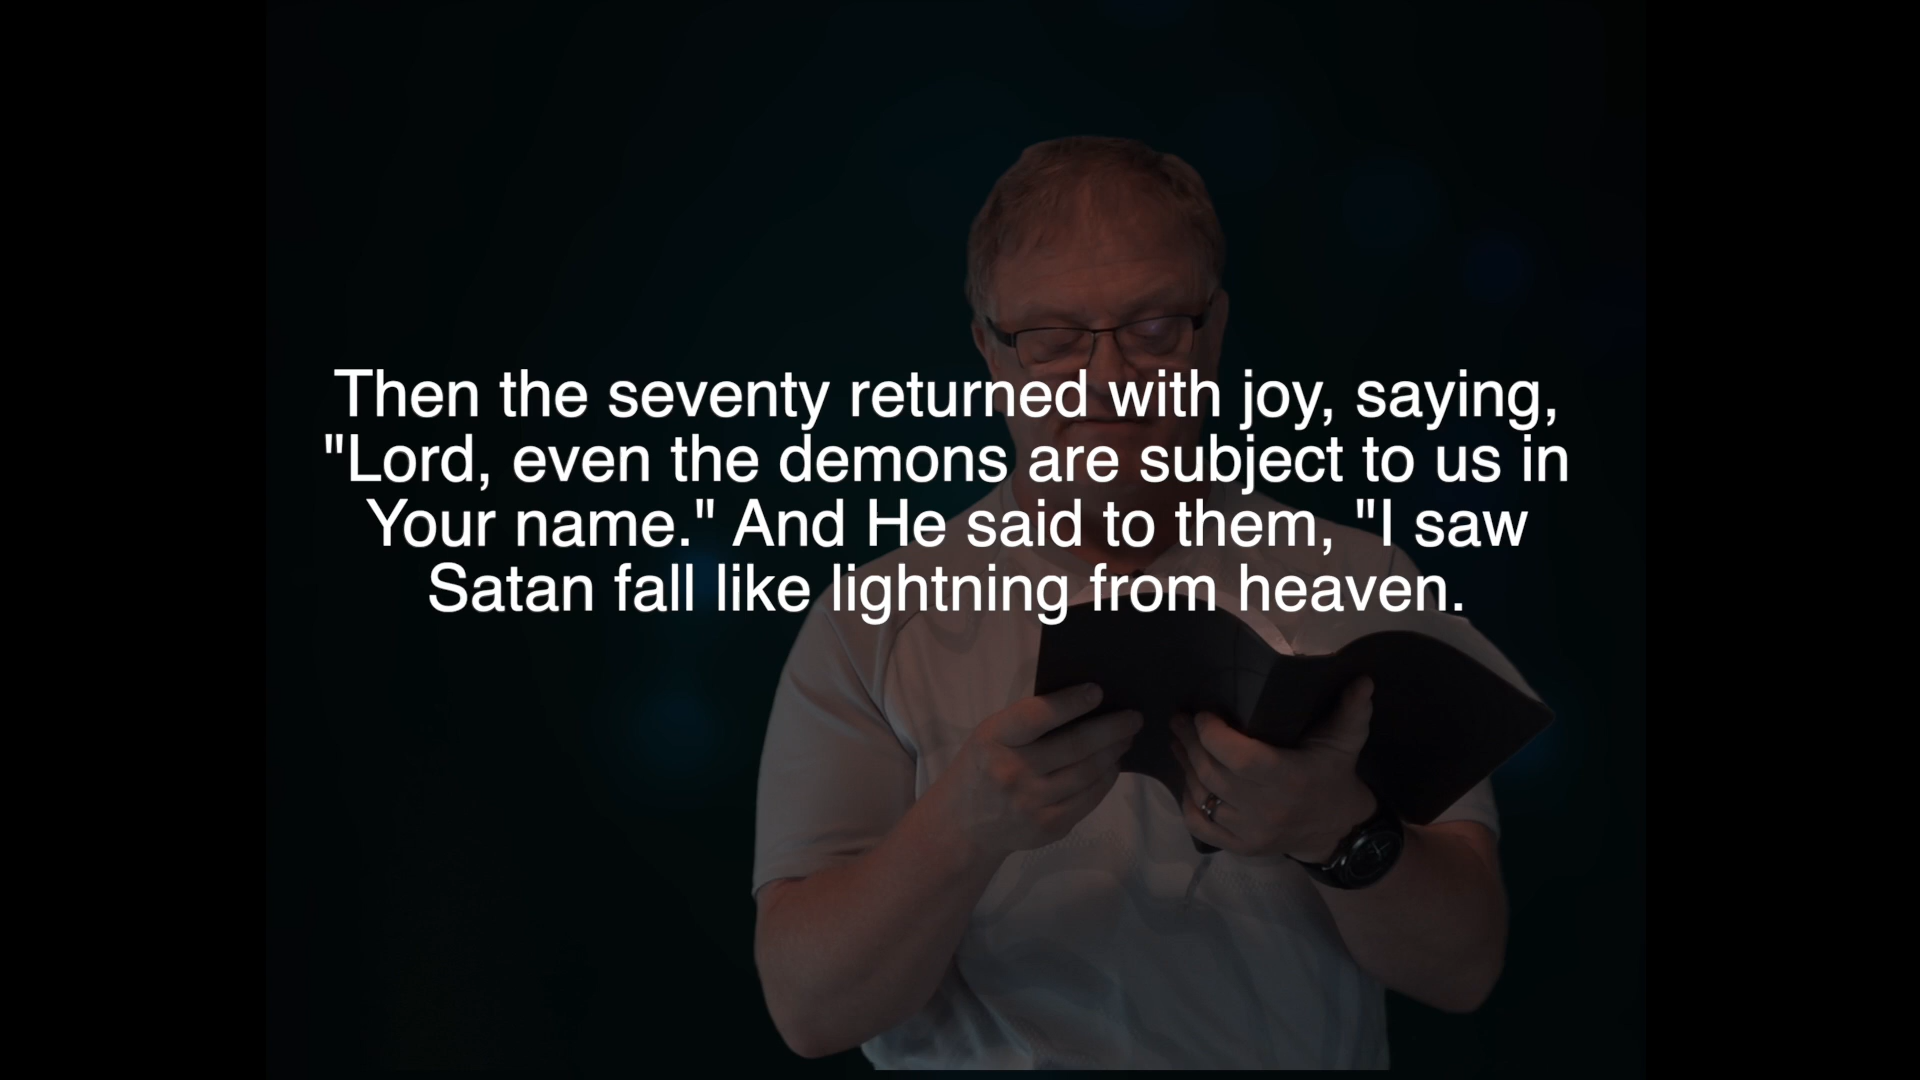 Then the seventy returned with joy, saying,
"Lord, even the demons are subject to us in
Your name." And He said to them, "I saw
Satan fall like lightning from heaven.